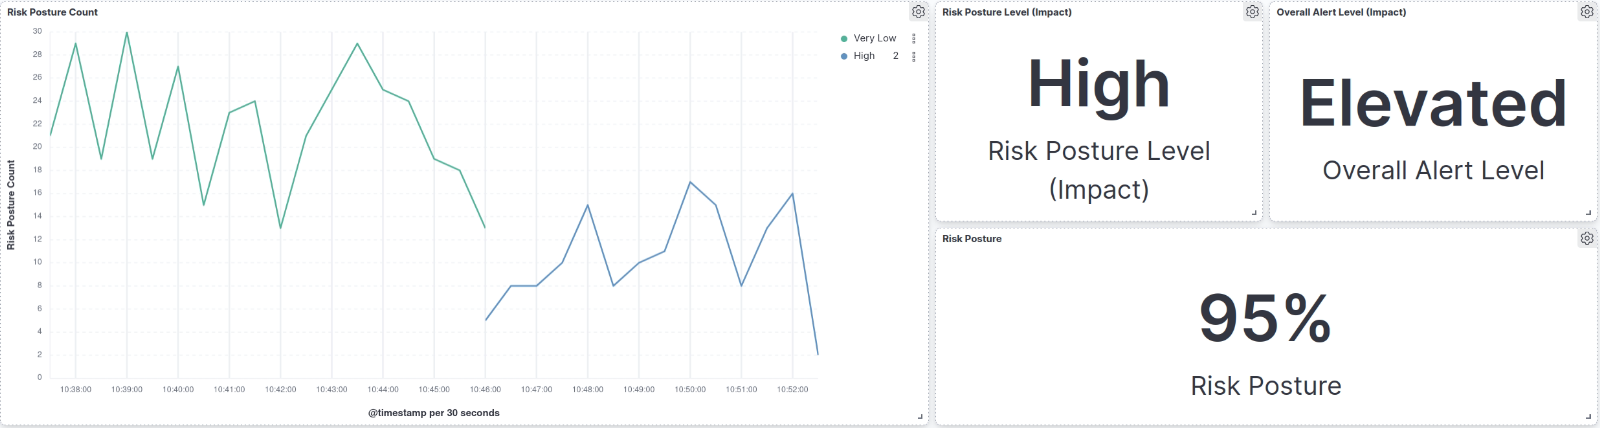 Risk Posture Count
Risk Posture Count
30
28
26
24
22
20
18
16
14
12
10
8
6
4
2
0
10:38:00 10:39:00 10:40:00 10:41:00 10:42:00 10:43:00 10:44:00 10:45:00 10:46:00 10:47:00 10:48:00 10:49:00 10:50:00 10:51:00 10:52:00
@timestamp per 30 seconds
Very Low
High 2
Risk Posture Level (Impact)
High
Risk Posture Level
(Impact)
Overall Alert Level (Impact)
Elevated
Overall Alert Level
Risk Posture
95%
Risk Posture